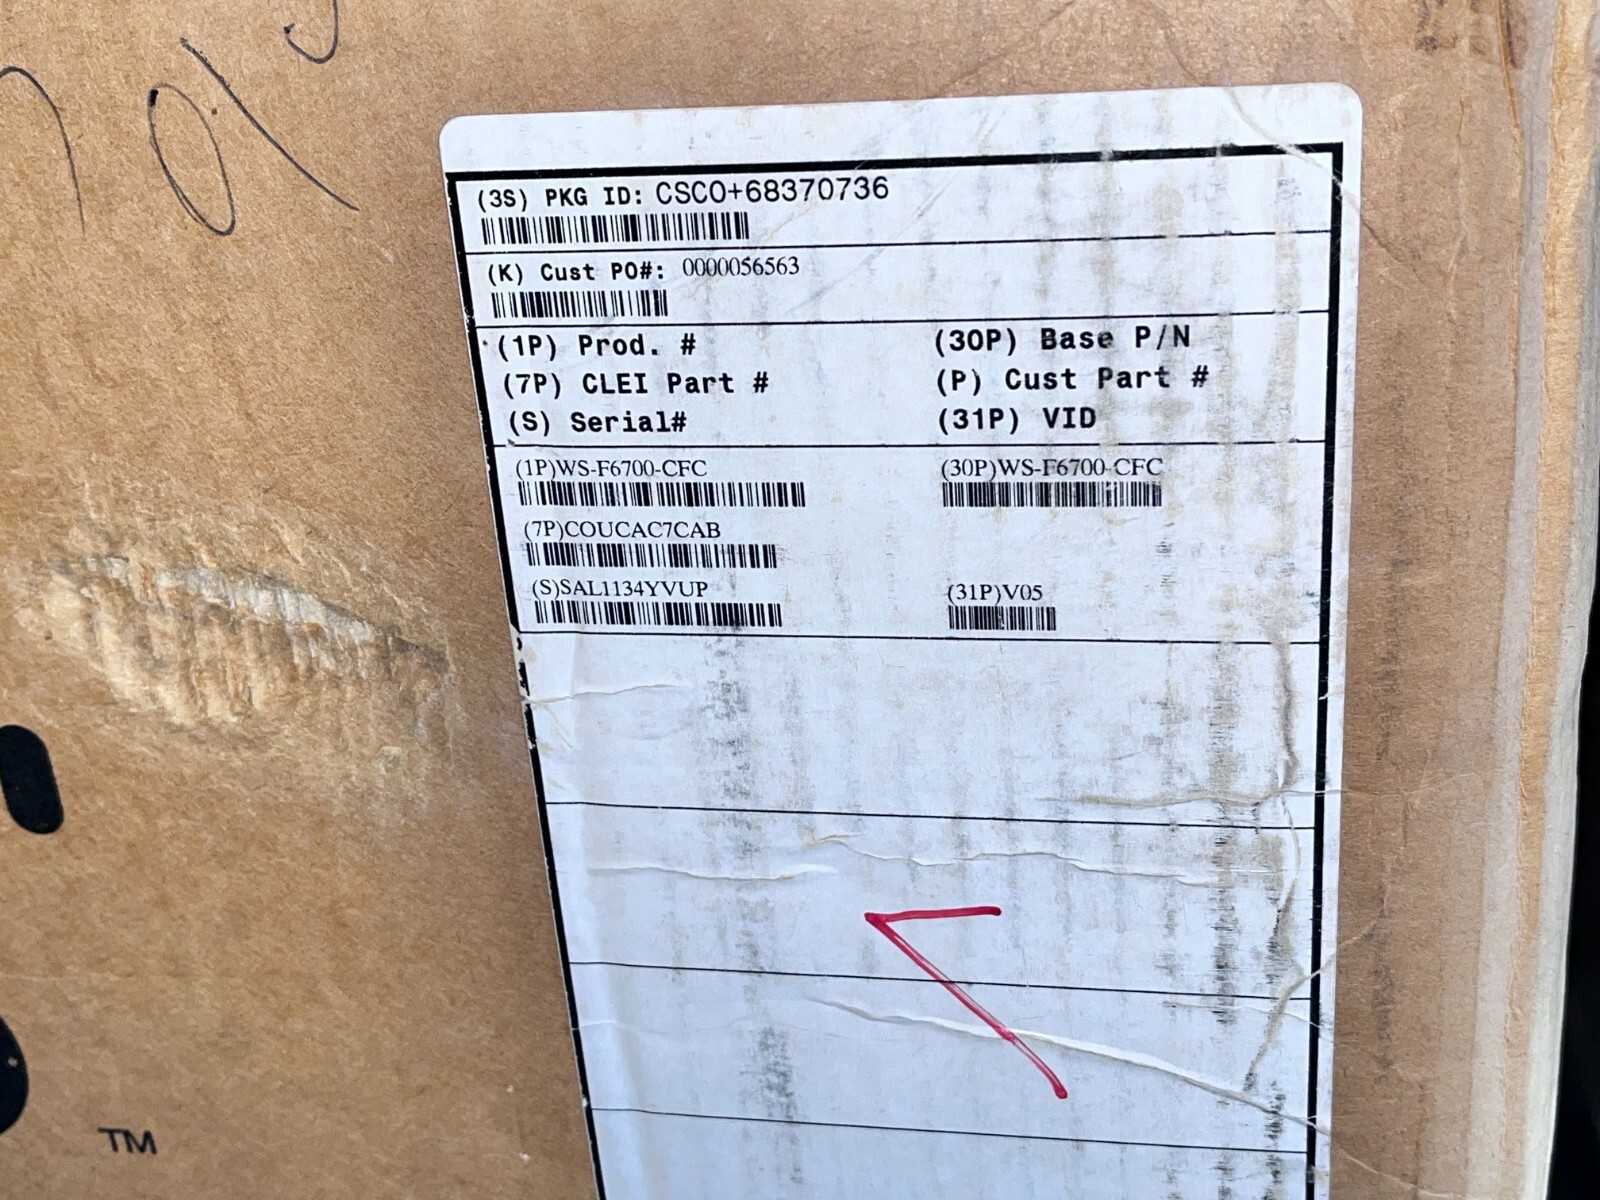 (3S) PKG ID: CSCO+68370736
(K) Cust PO#: 0000056563
(1P) Prod. # (30P) Base P/N
(7P) CLEI Part # (P) Cust Part #
(S) Serial# (31P) VID
(1P)WS-F6700-CFC (30P)WS-F6700-CFC
(7P)COUCAC7CAB
(S)SAL1134YVUP (31P)V05
TM